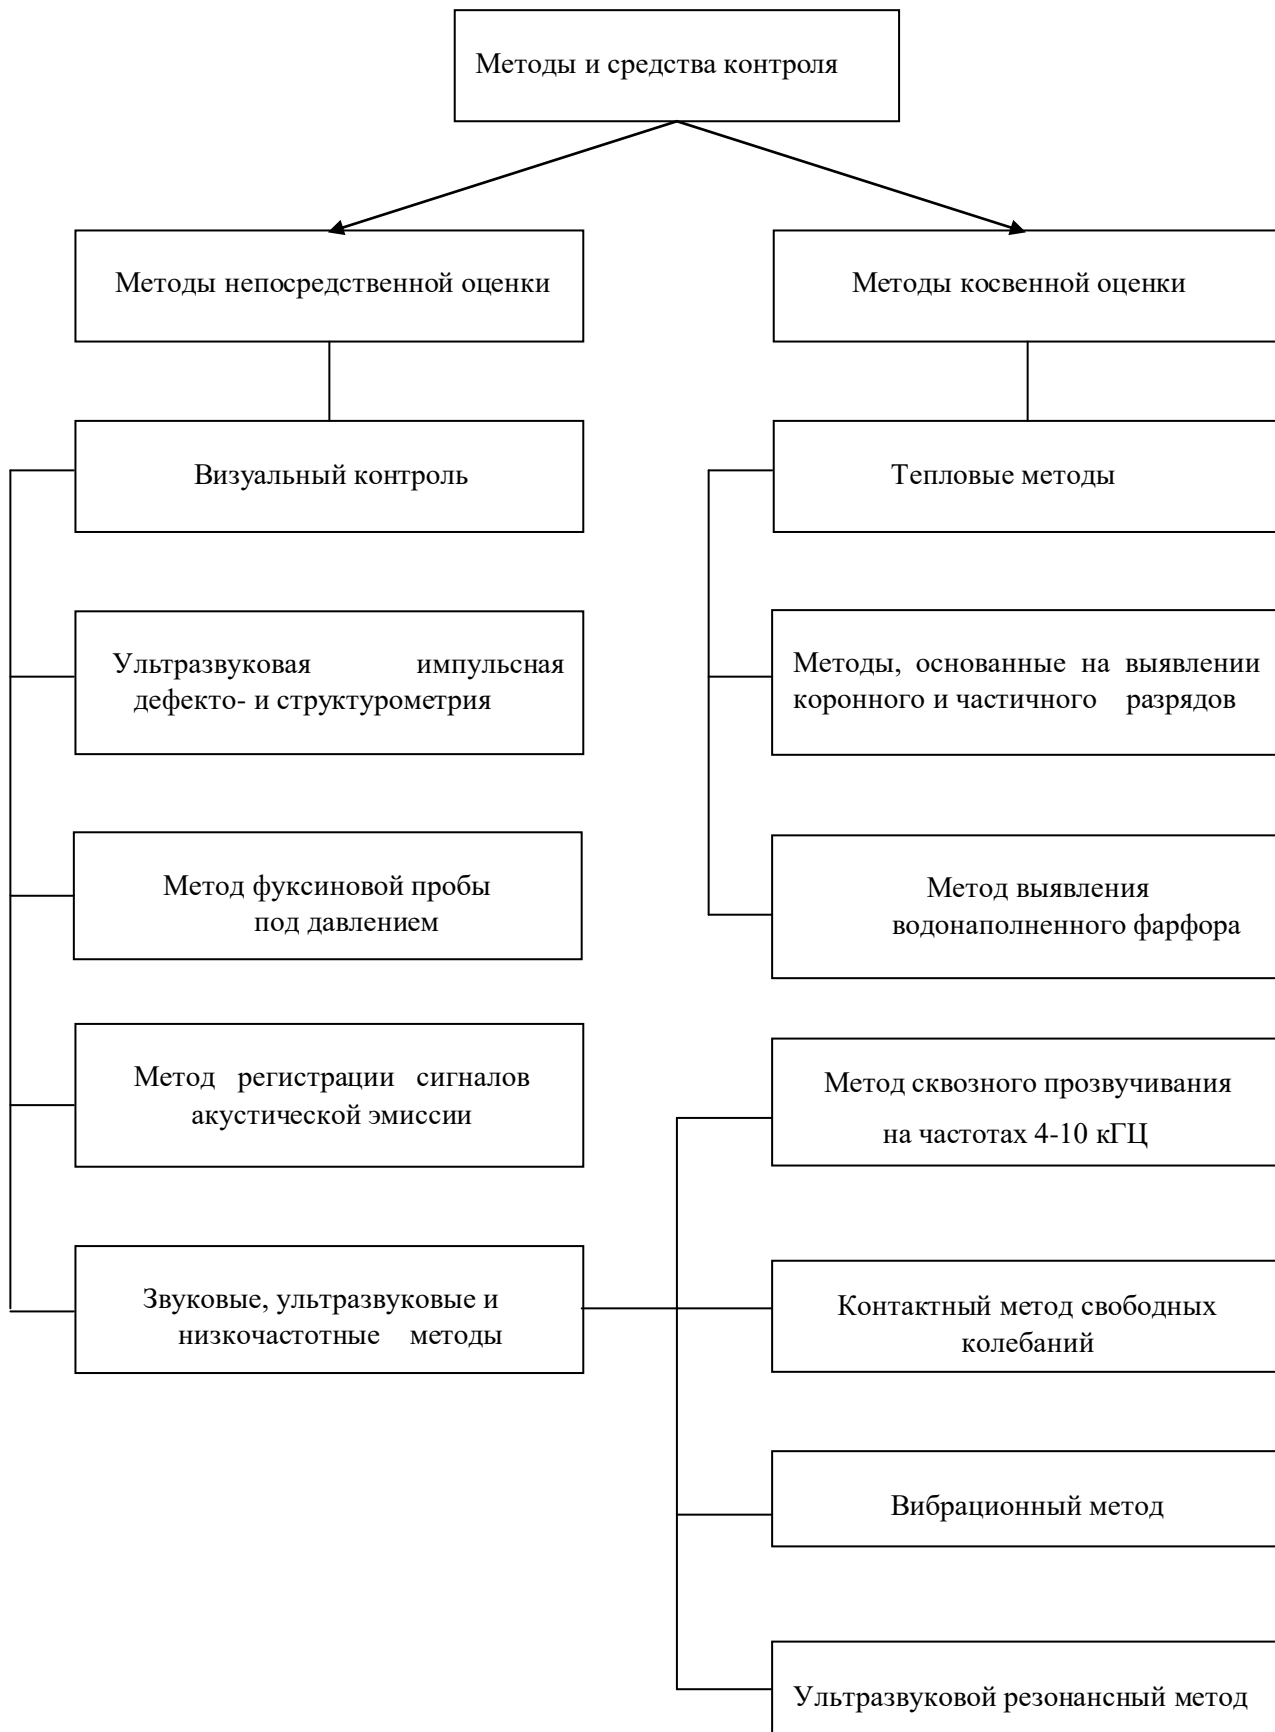 Методы и средства контроля
Методы непосредственной оценки
Методы косвенной оценки
Визуальный контроль
Тепловые методы
Ультразвуковая импульсная
дефекто- и структурометрия
Методы, основанные на выявлении
коронного и частичного разрядов
Метод фуксиновой пробы
под давлением
Метод выявления
водонаполненного фарфора
Метод регистрации сигналов
акустической эмиссии
Метод сквозного прозвучивания
на частотах 4-10 кГЦ
Звуковые, ультразвуковые и
низкочастотные методы
Контактный метод свободных
колебаний
Вибрационный метод
Ультразвуковой резонансный метод